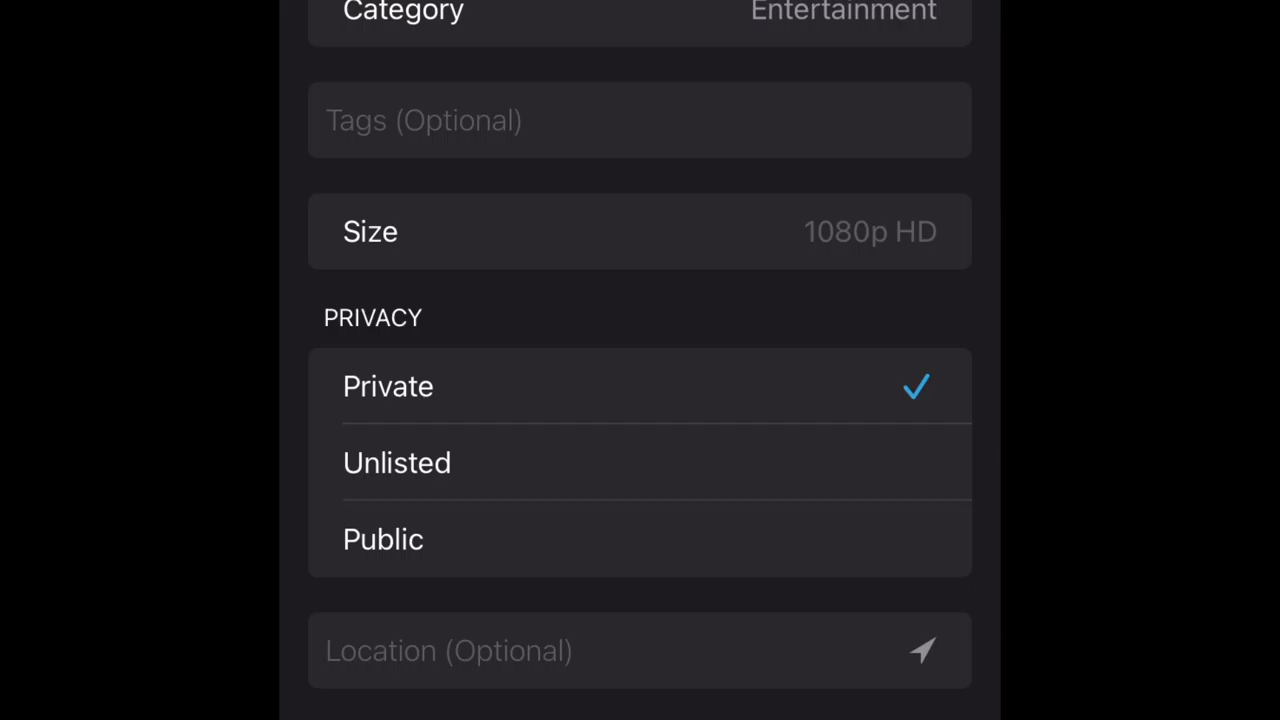 Category Entertainment
Tags (Optional)
Size 1080p HD
PRIVACY
Private
Unlisted
Public
Location (Optional)